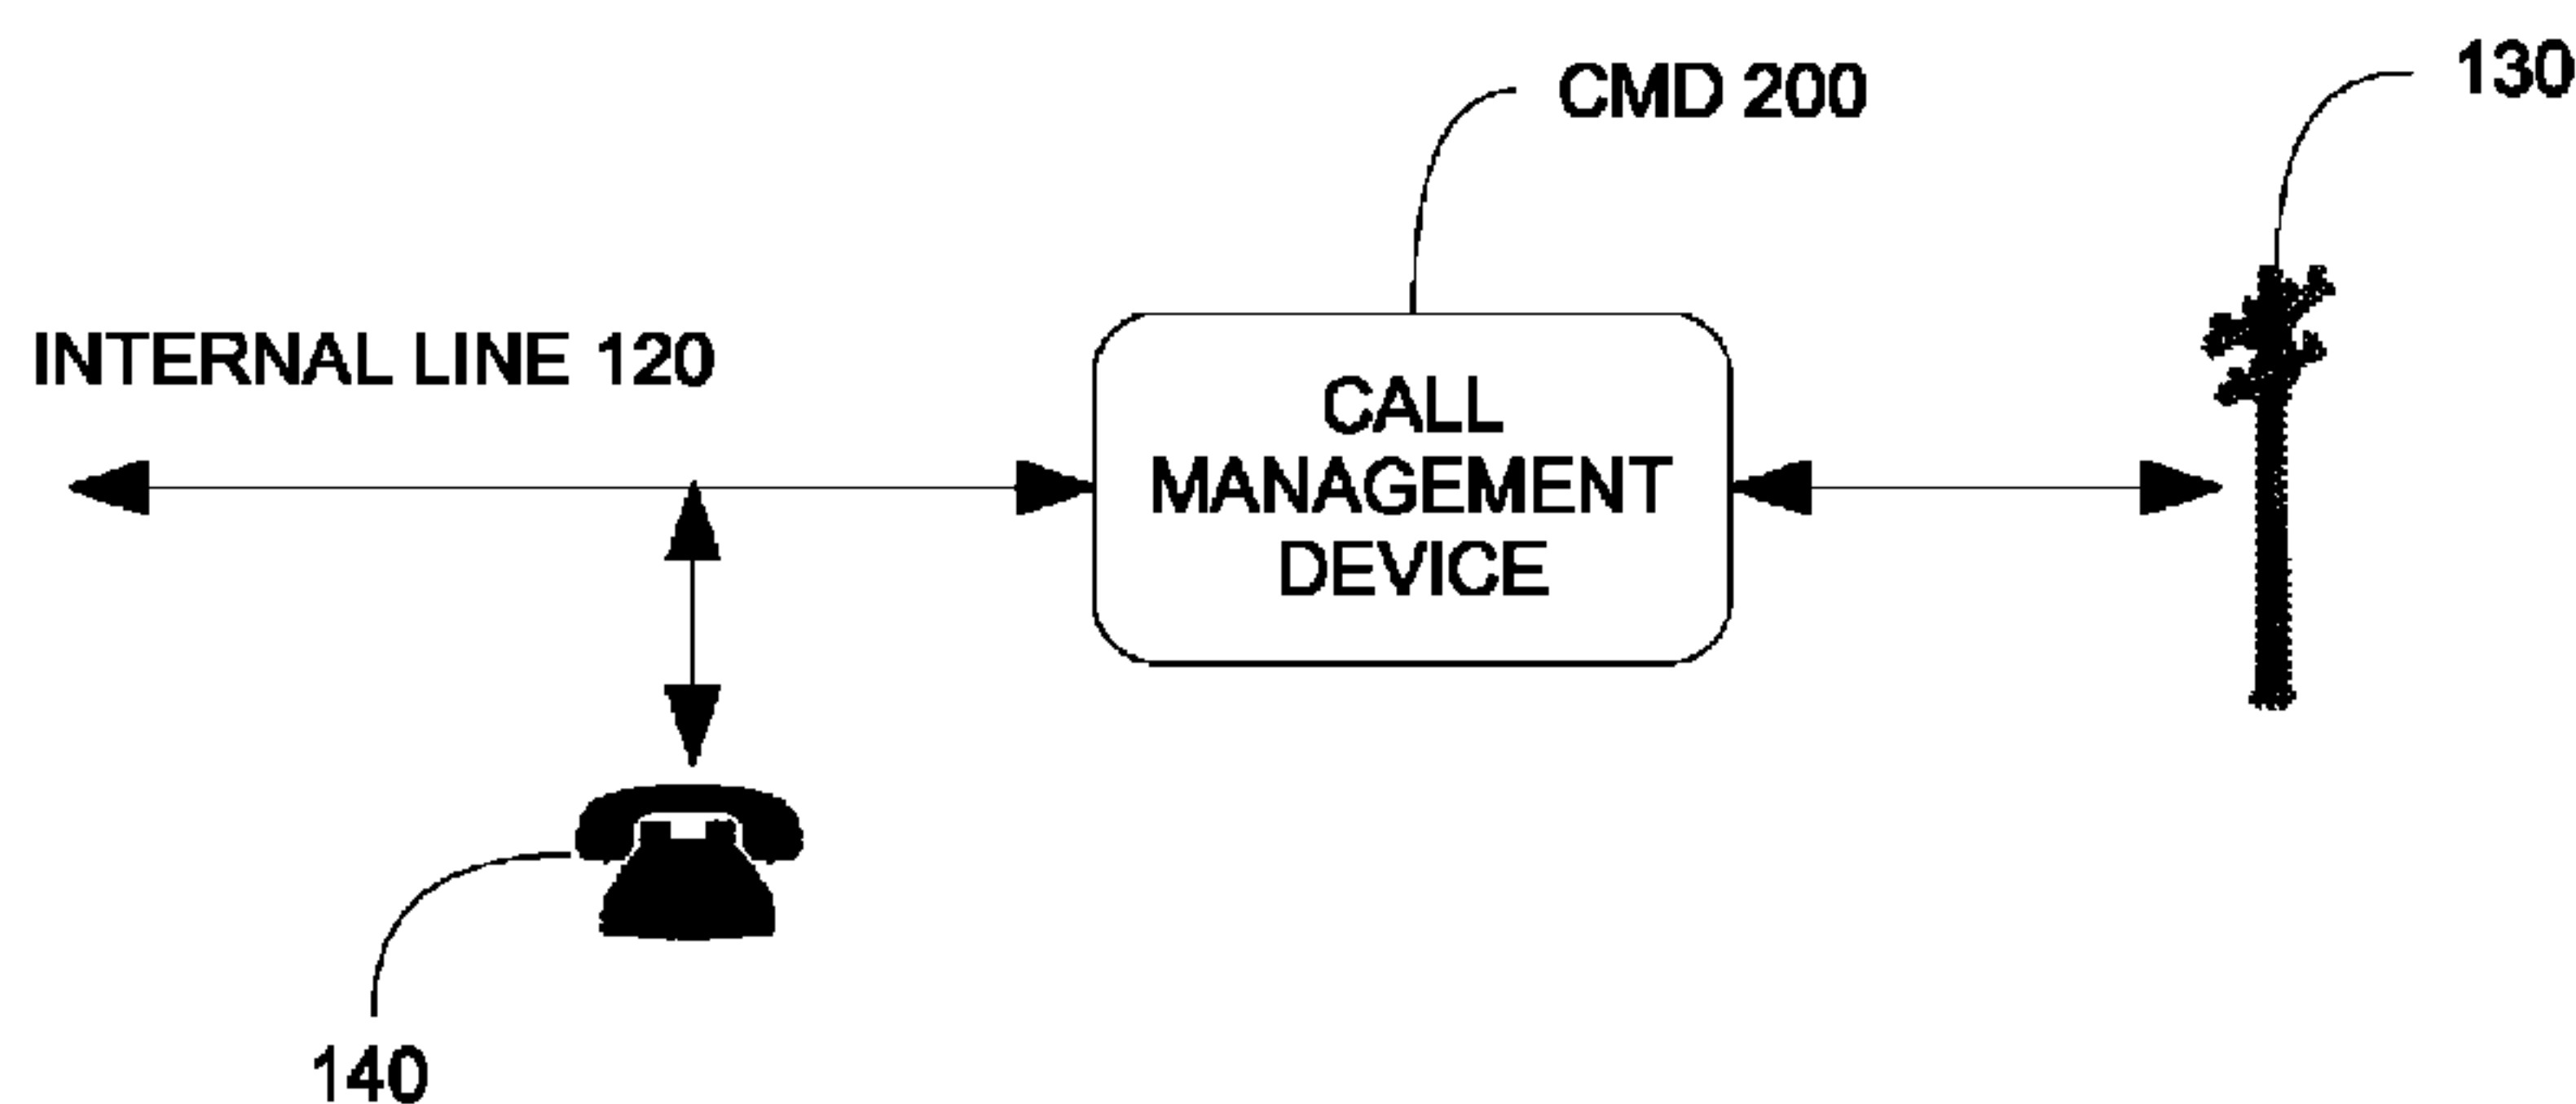 130
CMD 200
INTERNAL LINE 120
CALL
MANAGEMENT
DEVICE
140